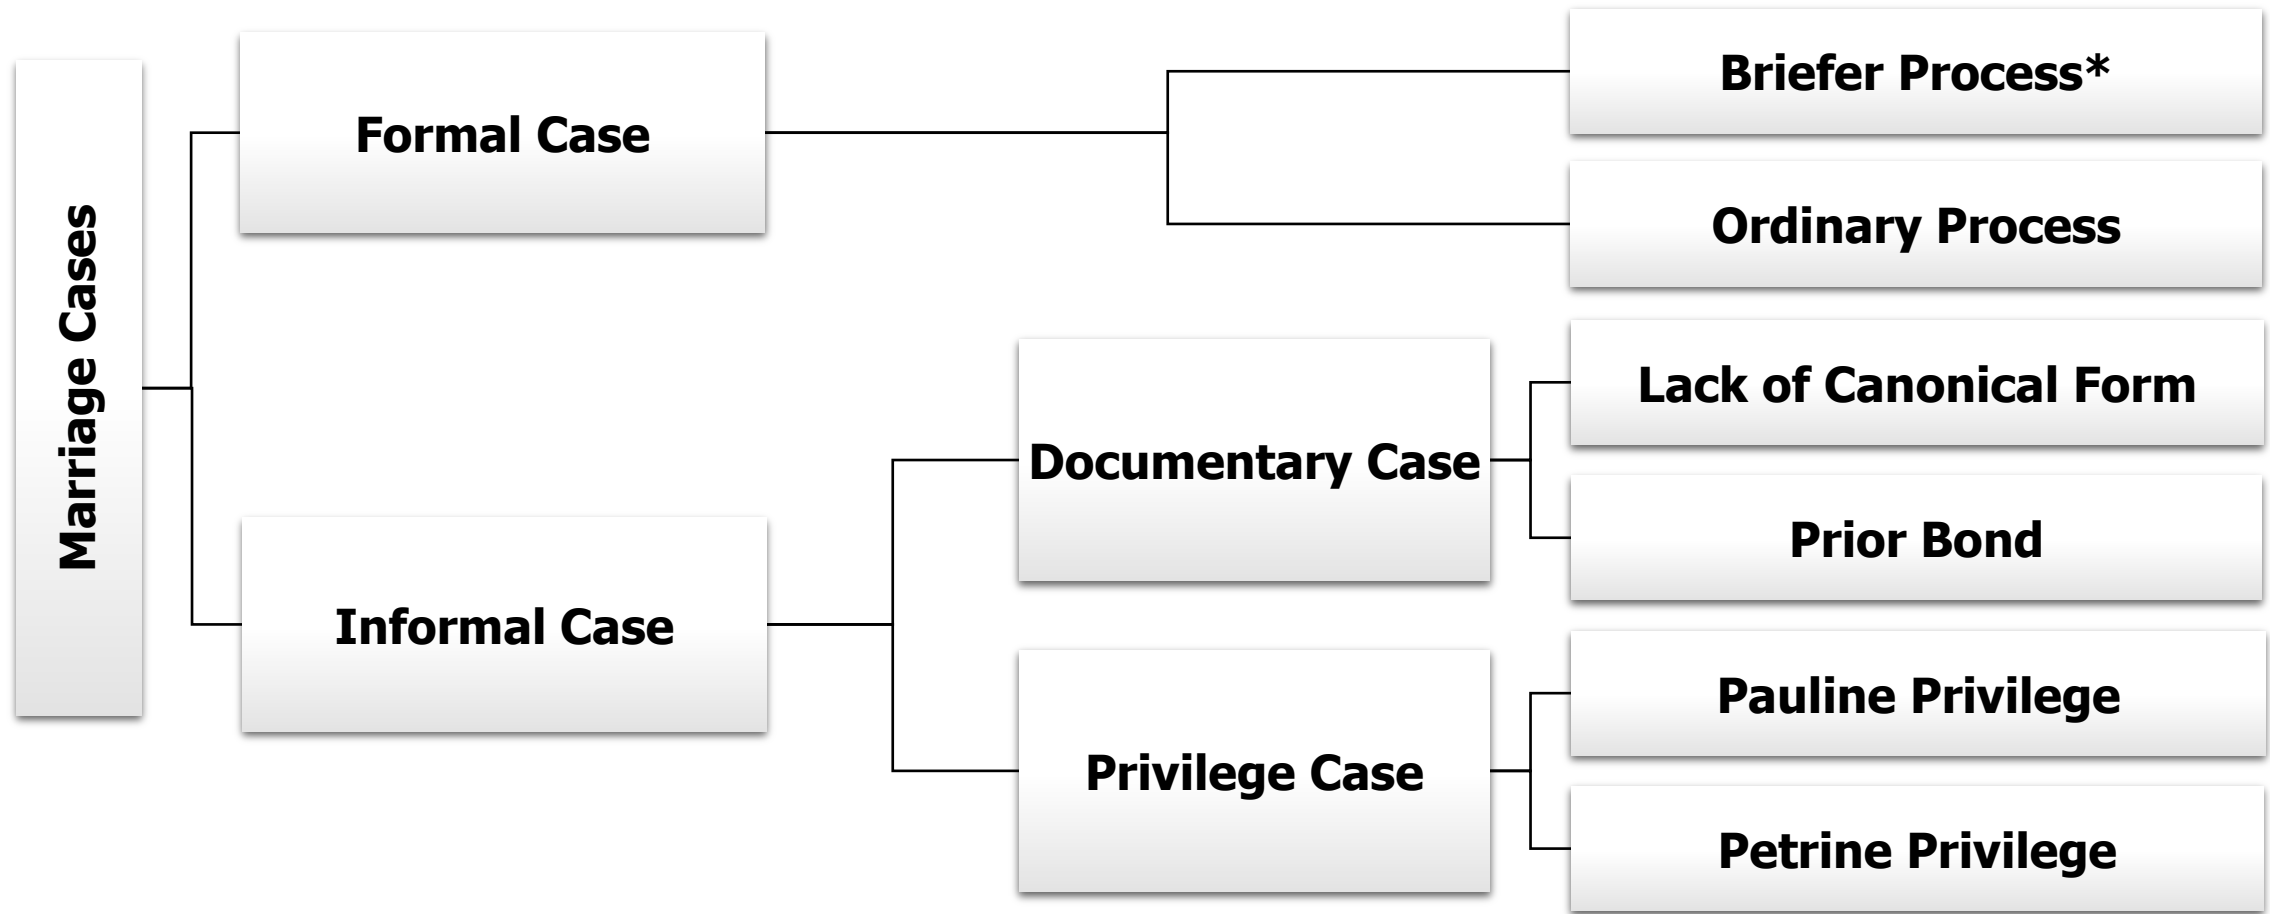 Marriage Cases
Formal Case
Briefer Process*
Ordinary Process
Informal Case
Documentary Case
Lack of Canonical Form
Prior Bond
Privilege Case
Pauline Privilege
Petrine Privilege